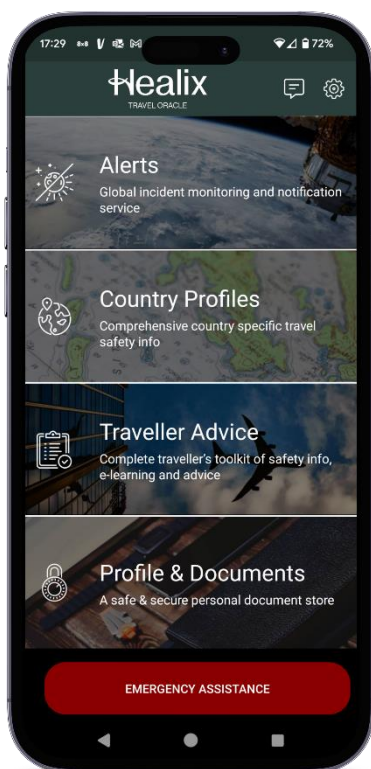 17:29
72%
Healix
TRAVEL ORACLE
Alerts
Global incident monitoring and notification
service
Country Profiles
Comprehensive country specific travel
safety info
Traveller Advice
Complete traveller's toolkit of safety info,
e-learning and advice
Profile & Documents
A safe & secure personal document store
EMERGENCY ASSISTANCE